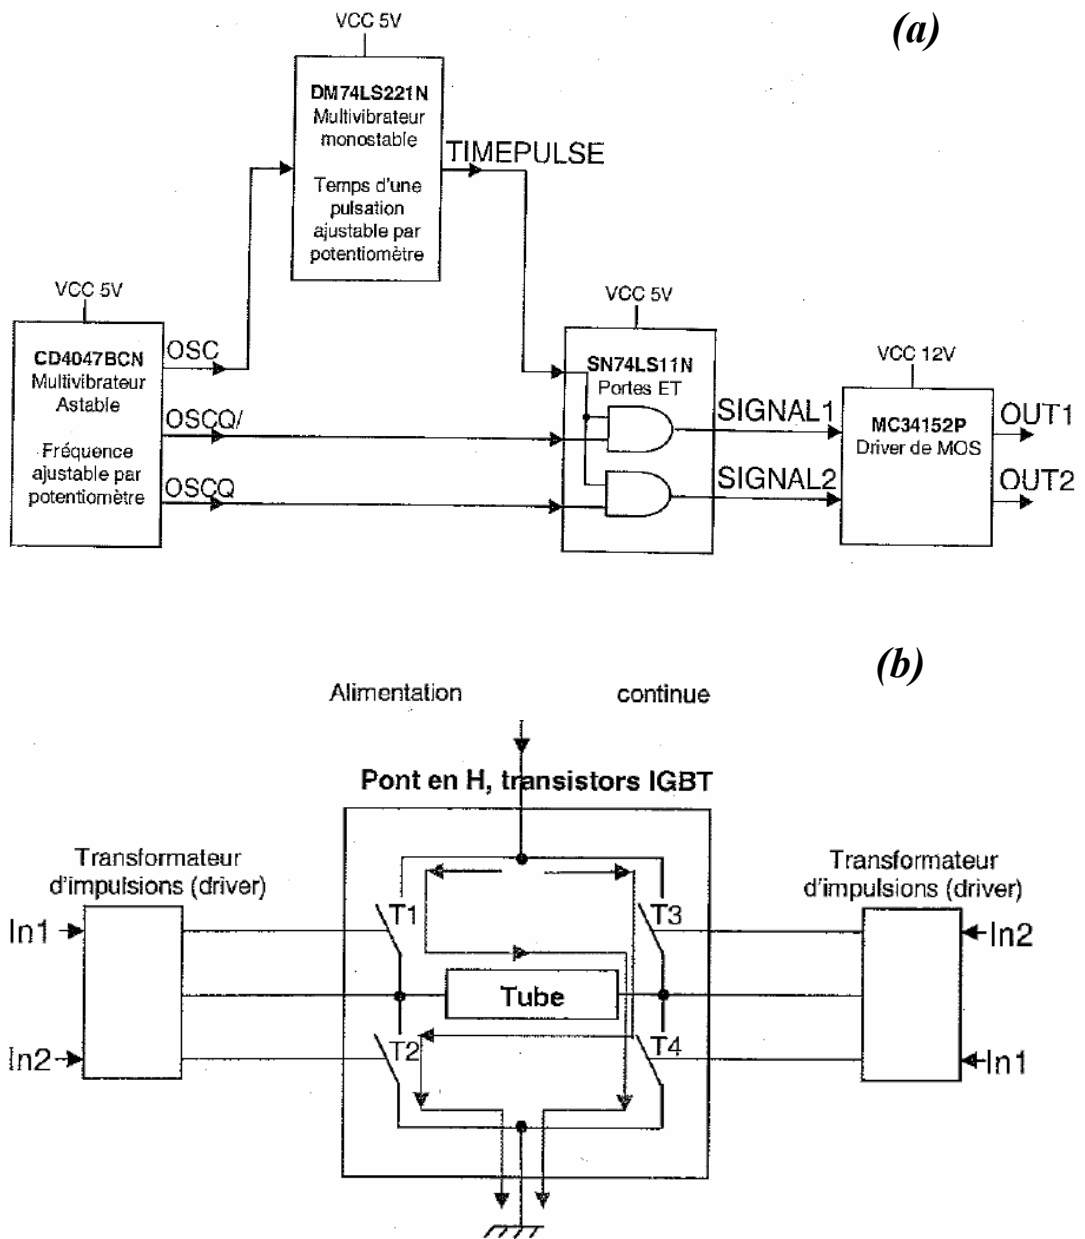 (a)
VCC 5V
DM74LS221N
Multivibrateur
monostable
Temps d'une
pulsation
ajustable par
potentiomètre
TIMEPULSE
VCC 5V
CD4047BCN
Multivibrateur
Astable
Fréquence
ajustable par
potentiomètre
OSC
OSCQ/
OSCQ
VCC 5V
SN74LS11N
Portes ET
SIGNAL1
SIGNAL2
VCC 12V
MC34152P
Driver de MOS
OUT1
OUT2
(b)
Alimentation continue
Pont en H, transistors IGBT
Transformateur
d'impulsions (driver)
In1
In2
T1
T3
Tube
T2
T4
Transformateur
d'impulsions (driver)
In2
In1